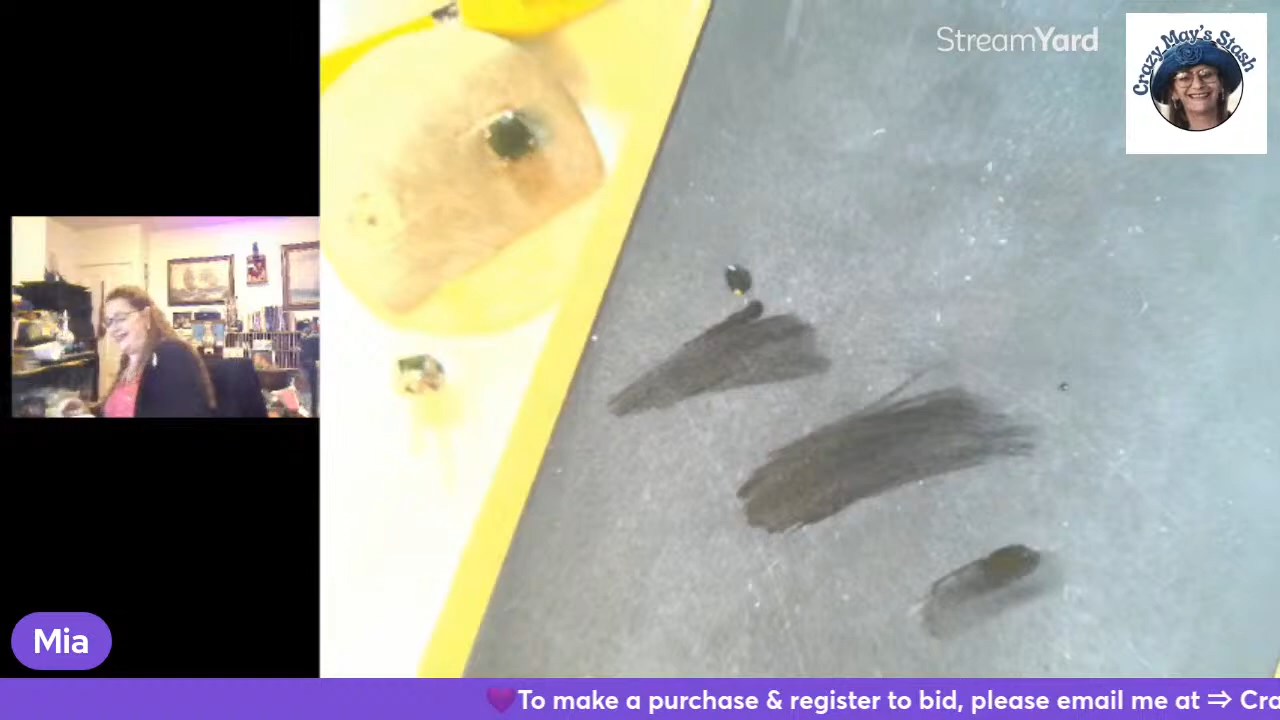 StreamYard
Crazy May's Stash
Mia
💜To make a purchase & register to bid, please email me at ⇒ Cra